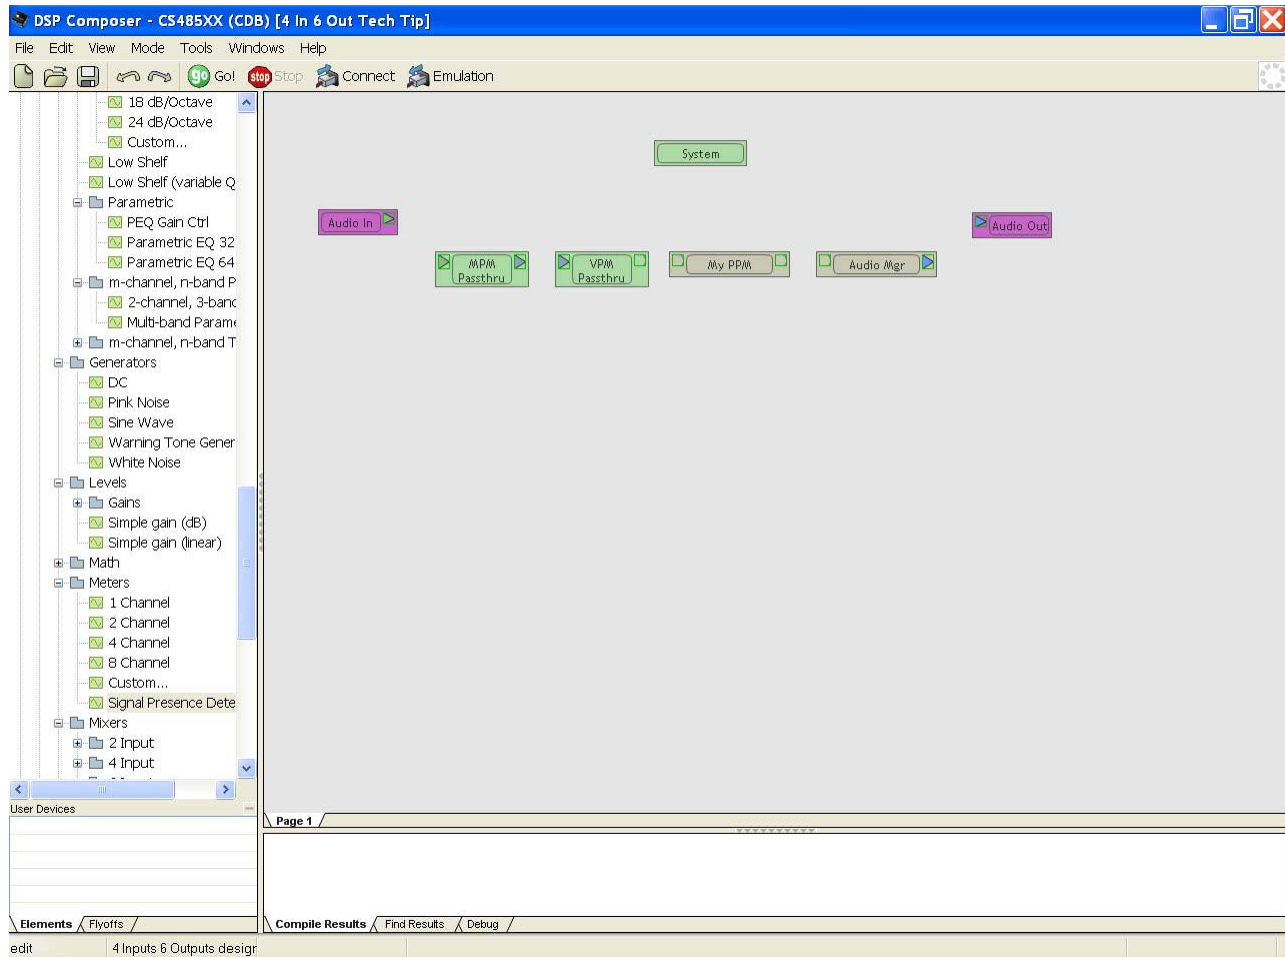 DSP Composer - CS485XX (CDB) [4 In 6 Out Tech Tip]
File Edit View Mode Tools Windows Help
go Go! stop Stop Connect Emulation
18 dB/Octave
24 dB/Octave
Custom...
Low Shelf
Low Shelf (variable Q
Parametric
PEQ Gain Ctrl
Parametric EQ 32
Parametric EQ 64
m-channel, n-band P
2-channel, 3-band
Multi-band Parame
m-channel, n-band T
Generators
DC
Pink Noise
Sine Wave
Warning Tone Gener
White Noise
Levels
Gains
Simple gain (dB)
Simple gain (linear)
Math
Meters
1 Channel
2 Channel
4 Channel
8 Channel
Custom...
Signal Presence Dete
Mixers
2 Input
4 Input
User Devices
Elements Flyoffs
System
Audio In
Audio Out
MPM
Passthru
VPM
Passthru
My PPM
Audio Mgr
Page 1
Compile Results Find Results Debug
edit 4 Inputs 6 Outputs desigr